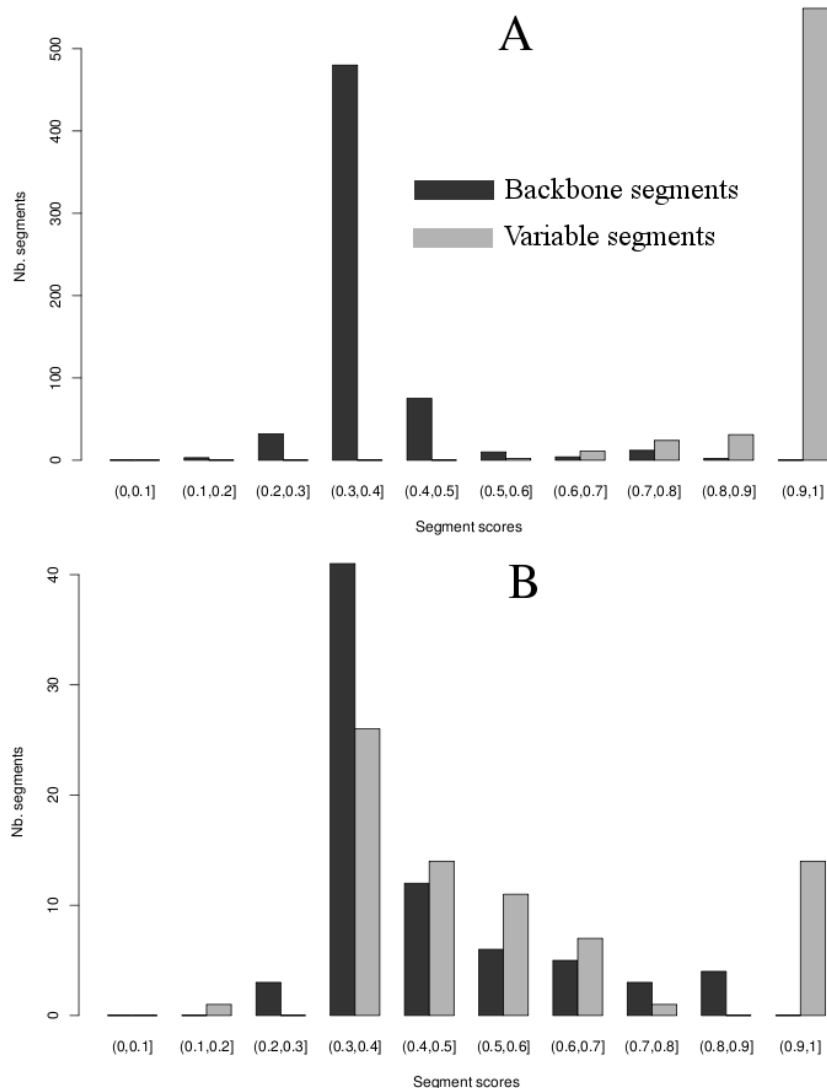 A
500
400
300
200
100
0
Nb. segments
Backbone segments
Variable segments
(0,0.1] (0.1,0.2] (0.2,0.3] (0.3,0.4] (0.4,0.5] (0.5,0.6] (0.6,0.7] (0.7,0.8] (0.8,0.9] (0.9,1]
Segment scores
B
40
30
20
10
0
Nb. segments
(0,0.1] (0.1,0.2] (0.2,0.3] (0.3,0.4] (0.4,0.5] (0.5,0.6] (0.6,0.7] (0.7,0.8] (0.8,0.9] (0.9,1]
Segment scores